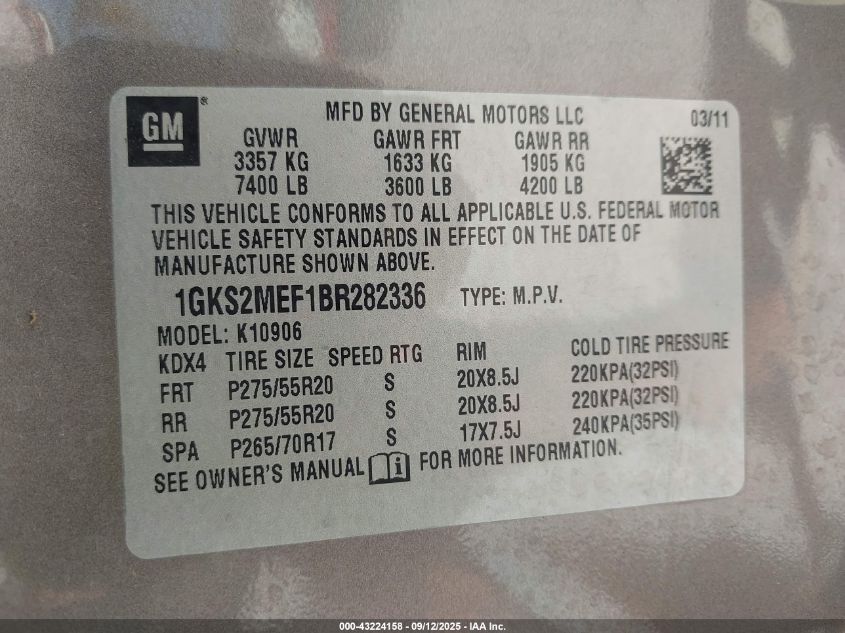 GM
MFD BY GENERAL MOTORS LLC 03/11
GVWR GAWR FRT GAWR RR
3357 KG 1633 KG 1905 KG
7400 LB 3600 LB 4200 LB
THIS VEHICLE CONFORMS TO ALL APPLICABLE U.S. FEDERAL MOTOR
VEHICLE SAFETY STANDARDS IN EFFECT ON THE DATE OF
MANUFACTURE SHOWN ABOVE.
1GKS2MEF1BR282336 TYPE: M.P.V.
MODEL: K10906
KDX4 TIRE SIZE SPEED RTG RIM COLD TIRE PRESSURE
FRT P275/55R20 S 20X8.5J 220KPA(32PSI)
RR P275/55R20 S 20X8.5J 220KPA(32PSI)
SPA P265/70R17 S 17X7.5J 240KPA(35PSI)
SEE OWNER'S MANUAL FOR MORE INFORMATION.
000-43224158 - 09/12/2025 - IAA Inc.